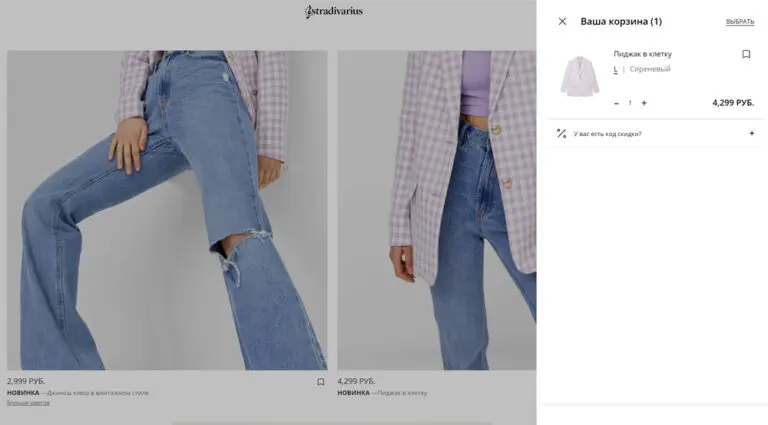 stradivarius
2,999 РУБ.
НОВИНКА —Джинсы клеш в винтажном стиле
Больше цветов
4,299 РУБ.
НОВИНКА —Пиджак в клетку
Ваша корзина (1)
ВЫБРАТЬ
Пиджак в клетку
L | Сиреневый
– 1 +
4,299 РУБ.
У вас есть код скидки?
+